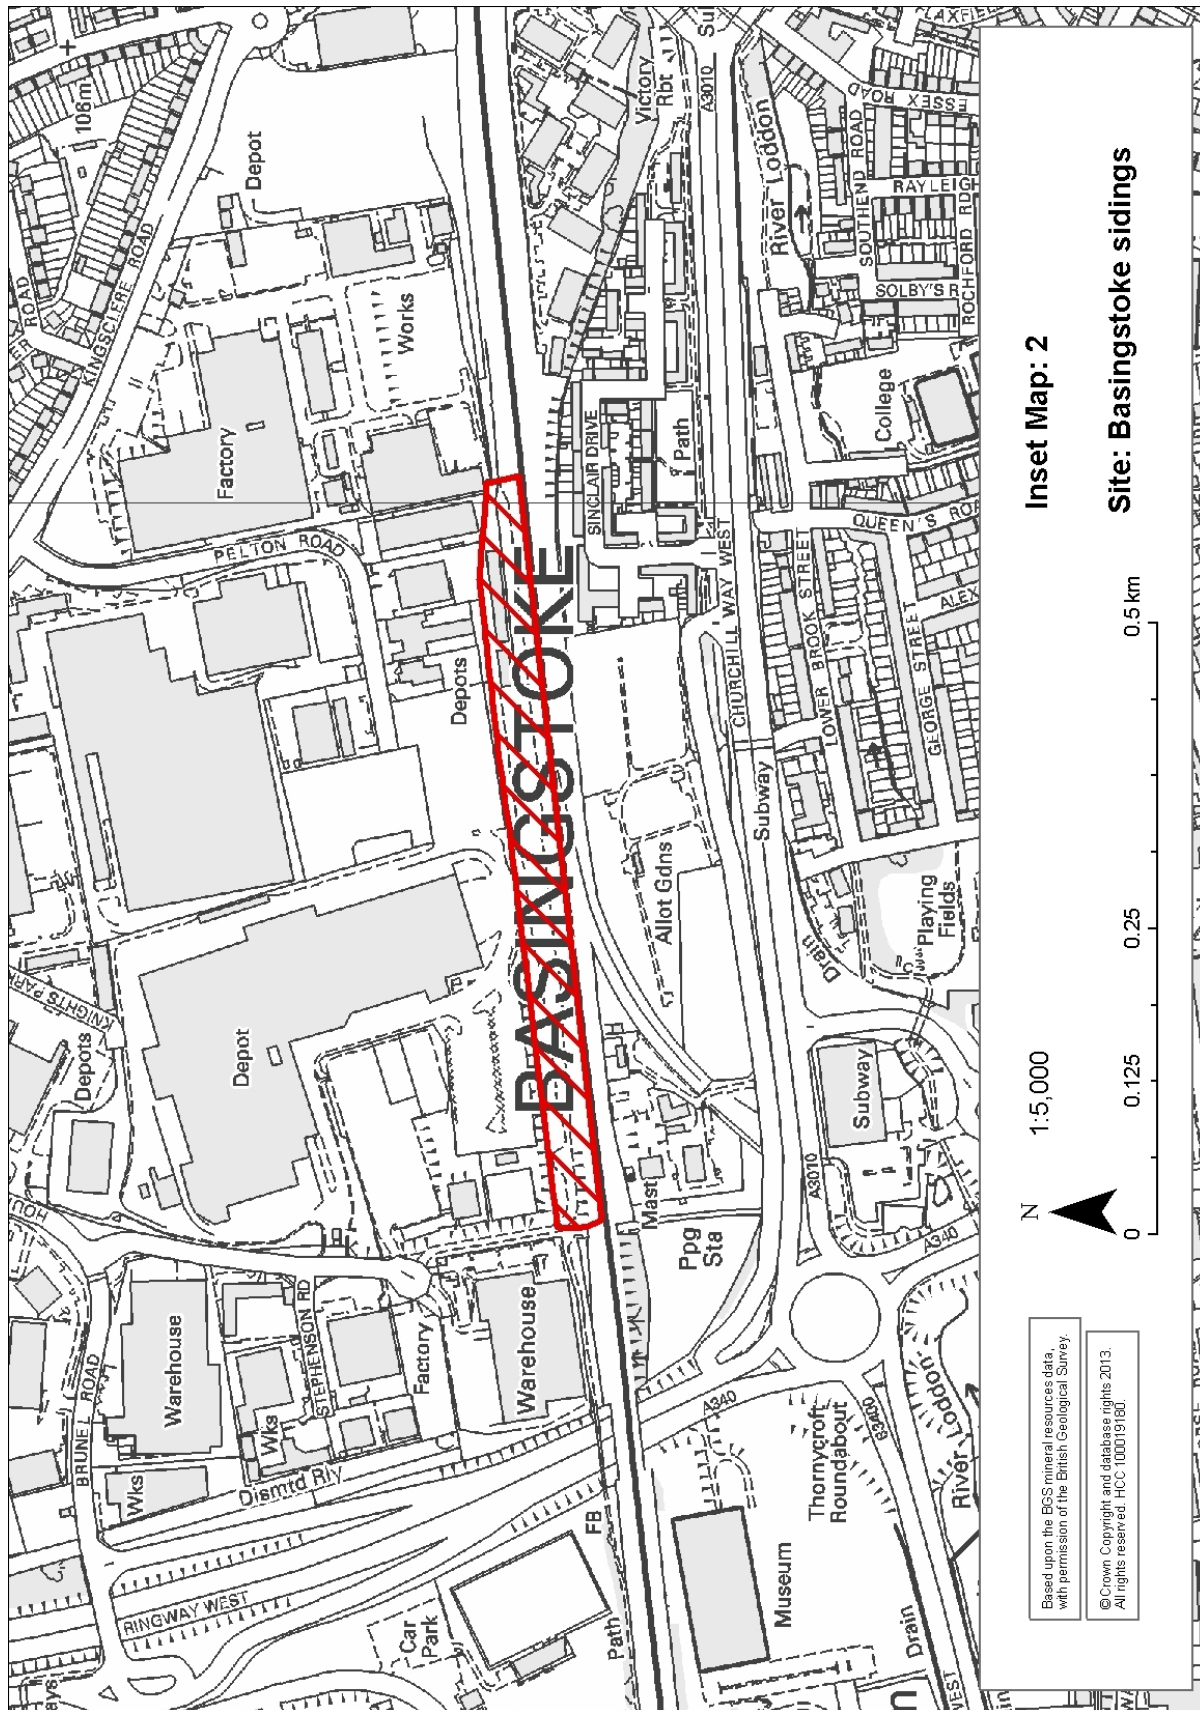 BASINGSTOKE
Inset Map: 2
Site: Basingstoke sidings
1:5,000
N
0
0.125
0.25
0.5 km
Based upon the BGS mineral resources data,
with permission of the British Geological Survey.
©Crown Copyright and database rights 2013.
All rights reserved. HCC 100019180.
BRUNEL ROAD
Wks
Warehouse
Wks
STEPHENSON RD
Dismtd Rly
Factory
Warehouse
RINGWAY WEST
Car
Park
Path
FB
Depots
KNIGHTS PARK
Depot
Depots
PELTON ROAD
Factory
Works
Depot
Depot
KINGSCLERE ROAD
ROAD
106m
Museum
Thornycroft
Roundabout
A340
B3400
River Loddon
Drain
Ppg
Sta
Mast
A3010
Subway
A340
Allot Gdns
Drain
Playing
Fields
Subway
CHURCHILL WAY WEST
SINCLAIR DRIVE
Path
LOWER BROOK STREET
GEORGE STREET
QUEEN'S
College
River Loddon
A3010
Victory
Rbt
SOUTHEND ROAD
ESSEX ROAD
RAYLEIGH
SOLBY'S R
ROCHFORD RD